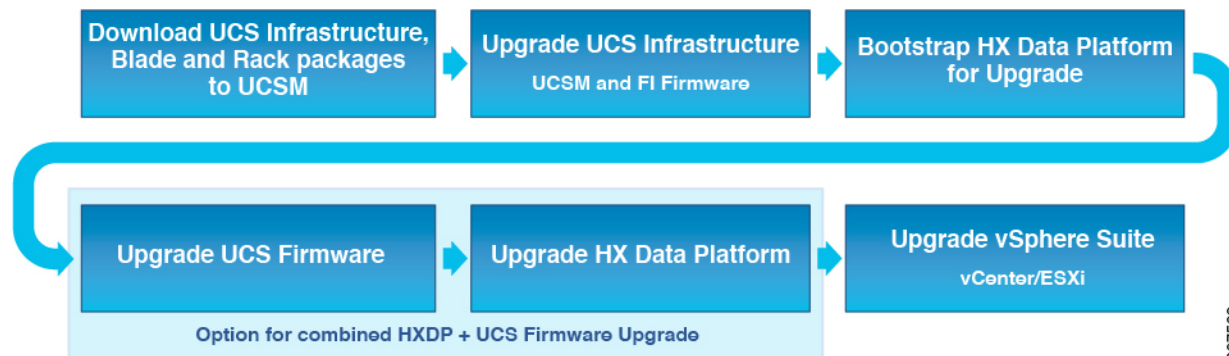 Download UCS Infrastructure,
Blade and Rack packages
to UCSM
Upgrade UCS Infrastructure
UCSM and FI Firmware
Bootstrap HX Data Platform
for Upgrade
Upgrade UCS Firmware
Upgrade HX Data Platform
Option for combined HXDP + UCS Firmware Upgrade
Upgrade vSphere Suite
vCenter/ESXi